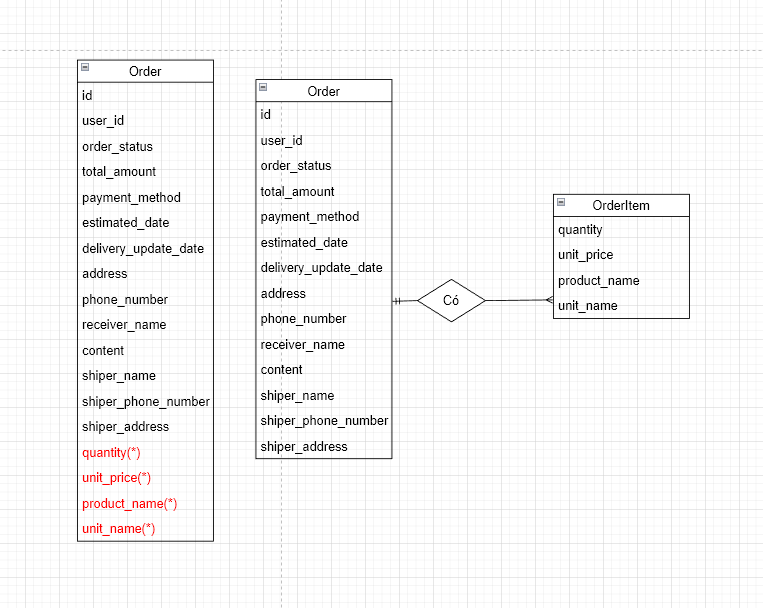 Order
id
user_id
order_status
total_amount
payment_method
estimated_date
delivery_update_date
address
phone_number
receiver_name
content
shiper_name
shiper_phone_number
shiper_address
quantity(*)
unit_price(*)
product_name(*)
unit_name(*)
Order
id
user_id
order_status
total_amount
payment_method
estimated_date
delivery_update_date
address
phone_number
receiver_name
content
shiper_name
shiper_phone_number
shiper_address
Có
OrderItem
quantity
unit_price
product_name
unit_name